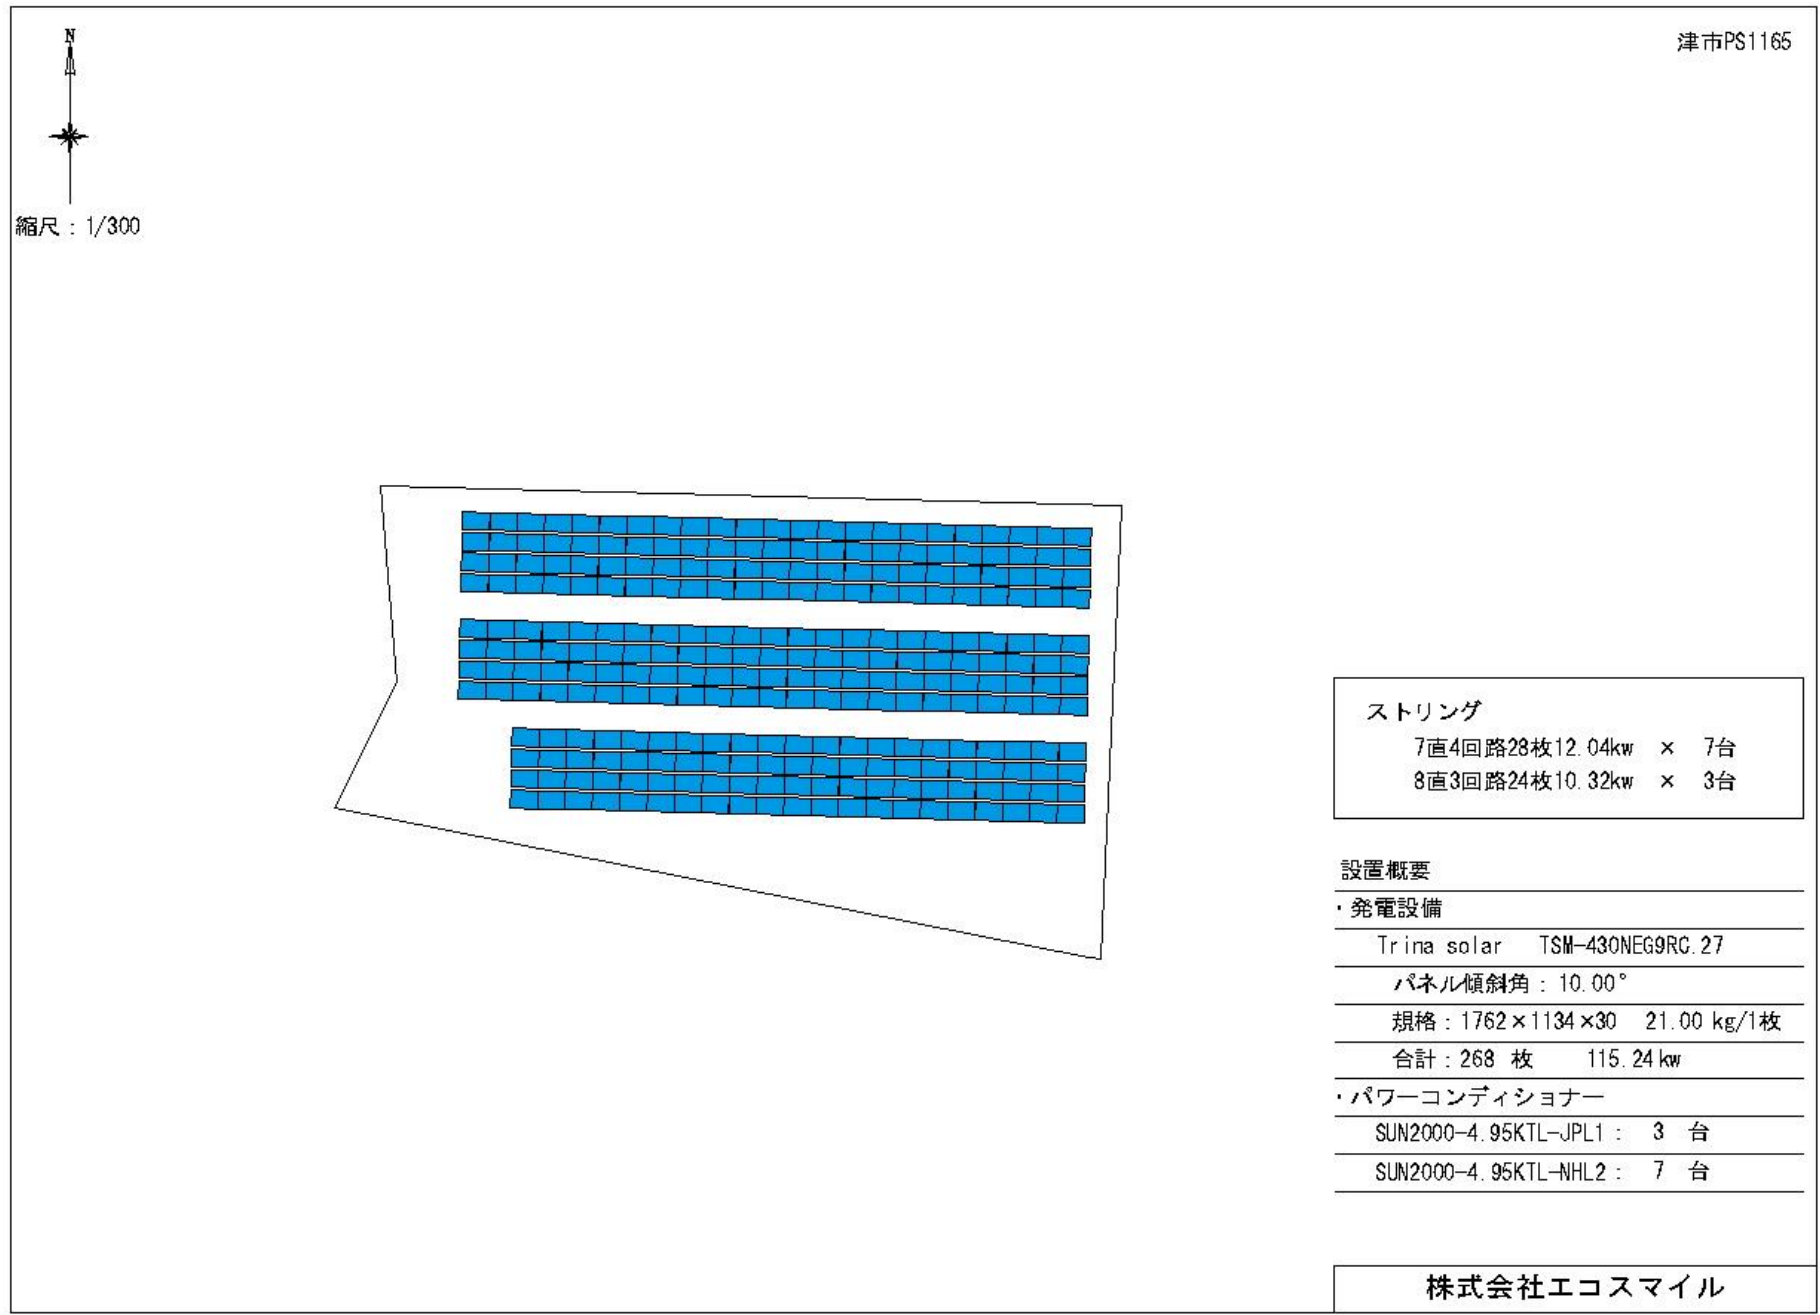 津市PS1165
N
縮尺：1/300
ストリング
7直4回路28枚12.04kw × 7台
8直3回路24枚10.32kw × 3台
設置概要
・発電設備
Trina solar TSM-430NEG9RC.27
パネル傾斜角：10.00°
規格：1762×1134×30 21.00 kg/1枚
合計：268 枚 115.24kw
・パワーコンディショナー
SUN2000-4.95KTL-JPL1： 3 台
SUN2000-4.95KTL-NHL2： 7 台
株式会社エコスマイル